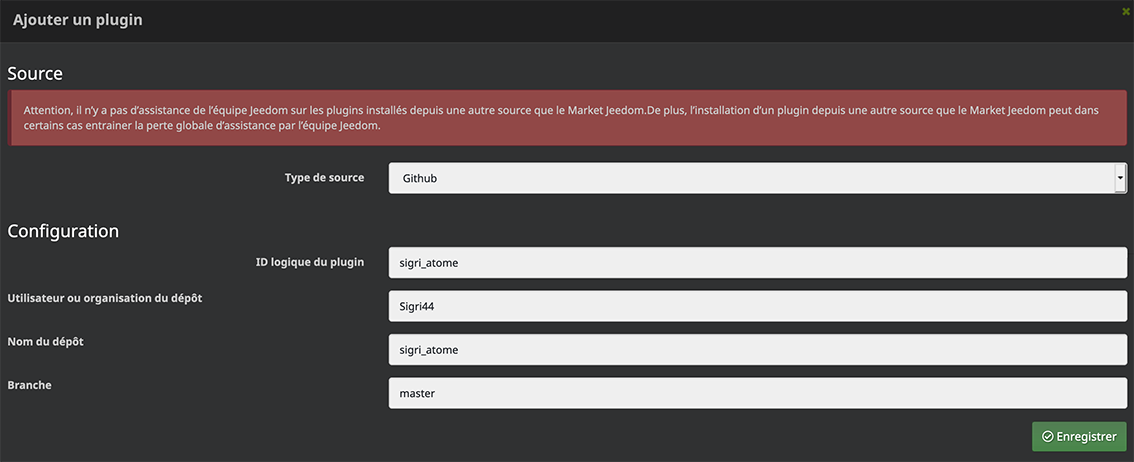 Ajouter un plugin
Source
Attention, il n’y a pas d’assistance de l’équipe Jeedom sur les plugins installés depuis une autre source que le Market Jeedom.De plus, l’installation d’un plugin depuis une autre source que le Market Jeedom peut dans
certains cas entrainer la perte globale d’assistance par l’équipe Jeedom.
Type de source Github
Configuration
ID logique du plugin sigri_atome
Utilisateur ou organisation du dépôt Sigri44
Nom du dépôt sigri_atome
Branche master
Enregistrer